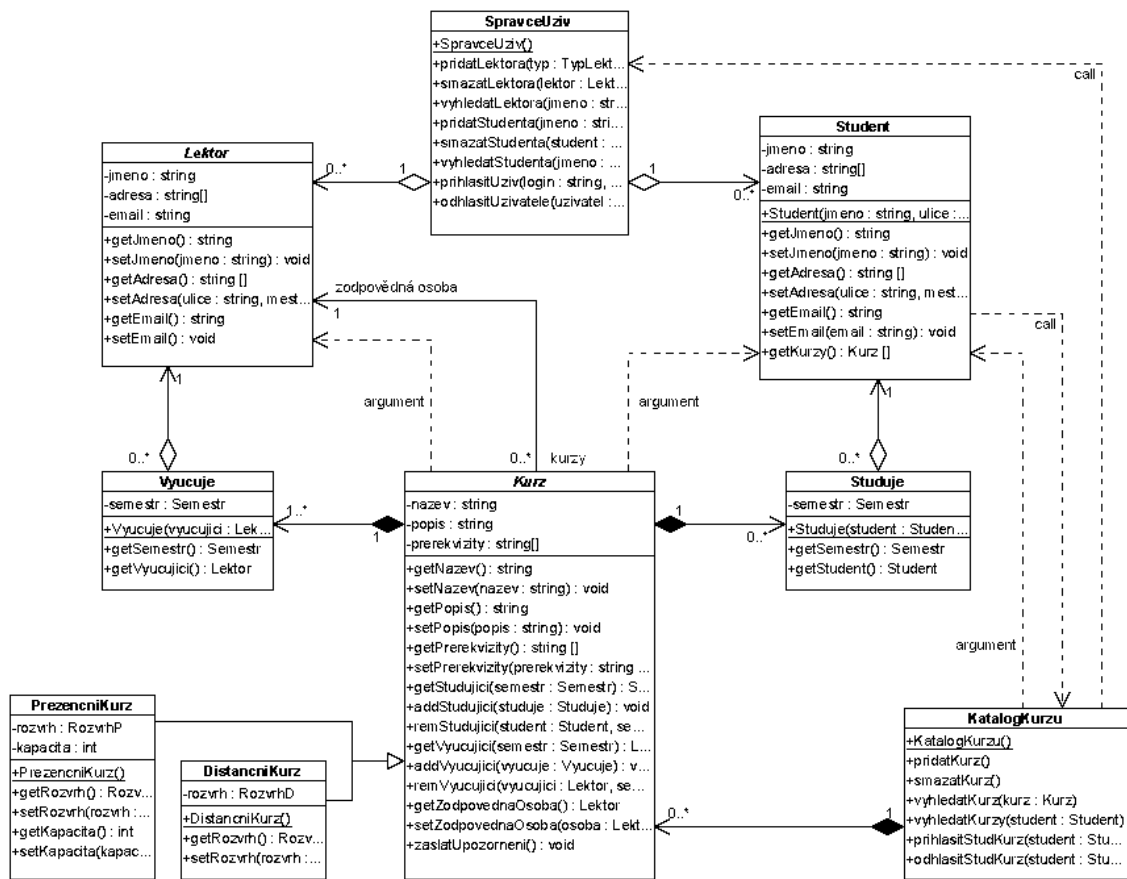 SpravceUziv
+SpravceUziv()
+pridatLektora(typ : TypLekt...
+smazatLektora(lektor : Lekt...
+vyhledatLektora(jmeno : str...
+pridatStudenta(jmeno : stri...
+smazatStudenta(student : ...
+vyhledatStudenta(jmeno : ...
+prihlasitUziv(login : string, ...
+odhlasitUzivatele(uzivatel :...
call
Lektor
-jmeno : string
-adresa : string[]
-email : string
+getJmeno() : string
+setJmeno(jmeno : string) : void
+getAdresa() : string []
+setAdresa(ulice : string, mest...
+getEmail() : string
+setEmail() : void
0..*
1
1
0..*
Student
-jmeno : string
-adresa : string[]
-email : string
+Student(jmeno : string, ulice :...
+getJmeno() : string
+setJmeno(jmeno : string) : void
+getAdresa() : string []
+setAdresa(ulice : string, mest...
+getEmail() : string
+setEmail(email : string) : void
+getKurzy() : Kurz []
zodpovědná osoba
1
call
1
argument
argument
1
argument
0..*
0..*
kurzy
0..*
Vyucuje
-semestr : Semestr
+Vyucuje(vyucujici : Lek...
+getSemestr() : Semestr
+getVyucujici() : Lektor
1..*
1
Kurz
-nazev : string
-popis : string
-prerekvizity : string[]
+getNazev() : string
+setNazev(nazev : string) : void
+getPopis() : string
+setPopis(popis : string) : void
+getPrerekvizity() : string []
+setPrerekvizity(prerekvizity : string ...
+getStudujici(semestr : Semestr) : S...
+addStudujici(studuje : Studuje) : void
+remStudujici(student : Student, se...
+getVyucujici(semestr : Semestr) : L...
+addVyucujici(vyucuje : Vyucuje) : v...
+remVyucujici(vyucujici : Lektor, se...
+getZodpovednaOsoba() : Lektor
+setZodpovednaOsoba(osoba : Lekt...
+zaslatUpozorneni() : void
1
0..*
Studuje
-semestr : Semestr
+Studuje(student : Studen...
+getSemestr() : Semestr
+getStudent() : Student
PrezencniKurz
-rozvrh : RozvrhP
-kapacita : int
+PrezencniKurz()
+getRozvrh() : Rozv...
+setRozvrh(rozvrh :...
+getKapacita() : int
+setKapacita(kapac...
DistancniKurz
-rozvrh : RozvrhD
+DistancniKurz()
+getRozvrh() : Rozv...
+setRozvrh(rozvrh :...
0..*
1
KatalogKurzu
+KatalogKurzu()
+pridatKurz()
+smazatKurz()
+vyhledatKurz(kurz : Kurz)
+vyhledatKurzy(student : Student)
+prihlasitStudKurz(student : Stu...
+odhlasitStudKurz(student : Stu...